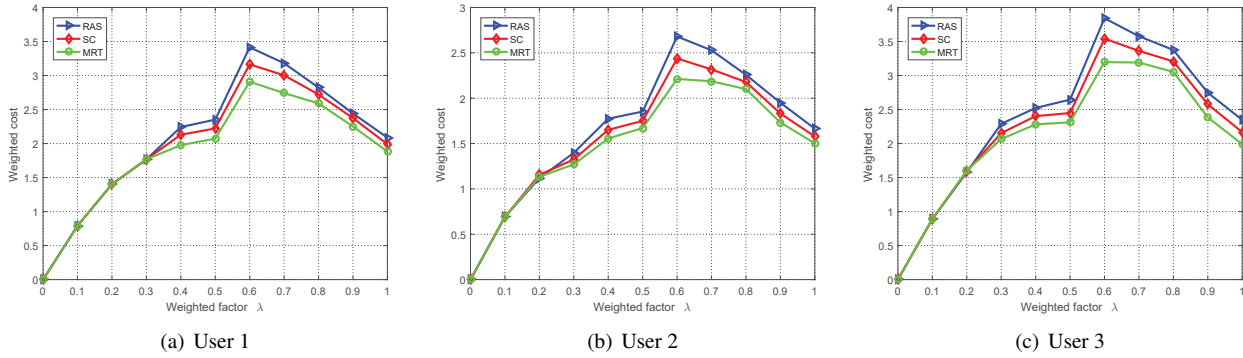 4
3.5
3
2.5
2
1.5
1
0.5
0
Weighted cost
RAS
SC
MRT
0 0.1 0.2 0.3 0.4 0.5 0.6 0.7 0.8 0.9 1
Weighted factor λ
(a) User 1
3
2.5
2
1.5
1
0.5
0
Weighted cost
RAS
SC
MRT
0 0.1 0.2 0.3 0.4 0.5 0.6 0.7 0.8 0.9 1
Weighted factor λ
(b) User 2
4
3.5
3
2.5
2
1.5
1
0.5
0
Weighted cost
RAS
SC
MRT
0 0.1 0.2 0.3 0.4 0.5 0.6 0.7 0.8 0.9 1
Weighted factor λ
(c) User 3